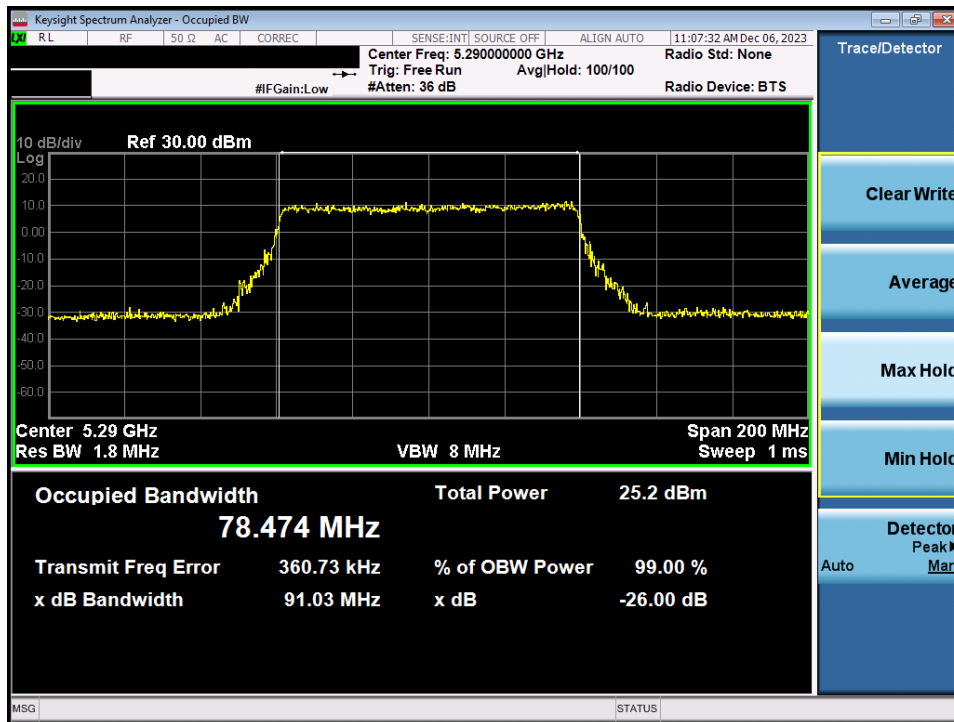 Keysight Spectrum Analyzer - Occupied BW
LXI RL RF 50 Ω AC CORREC SENSE:INT SOURCE OFF ALIGN AUTO 11:07:32 AM Dec 06, 2023
Center Freq: 5.290000000 GHz Radio Std: None
Trig: Free Run Avg|Hold: 100/100
#IFGain:Low #Atten: 36 dB Radio Device: BTS
10 dB/div Ref 30.00 dBm
Log
20.0
10.0
0.00
-10.0
-20.0
-30.0
-40.0
-50.0
-60.0
Center 5.29 GHz Span 200 MHz
Res BW 1.8 MHz VBW 8 MHz Sweep 1 ms
Occupied Bandwidth Total Power 25.2 dBm
78.474 MHz
Transmit Freq Error 360.73 kHz % of OBW Power 99.00 %
x dB Bandwidth 91.03 MHz x dB -26.00 dB
MSG STATUS
Trace/Detector
Clear Write
Average
Max Hold
Min Hold
Detector
Peak
Auto Man